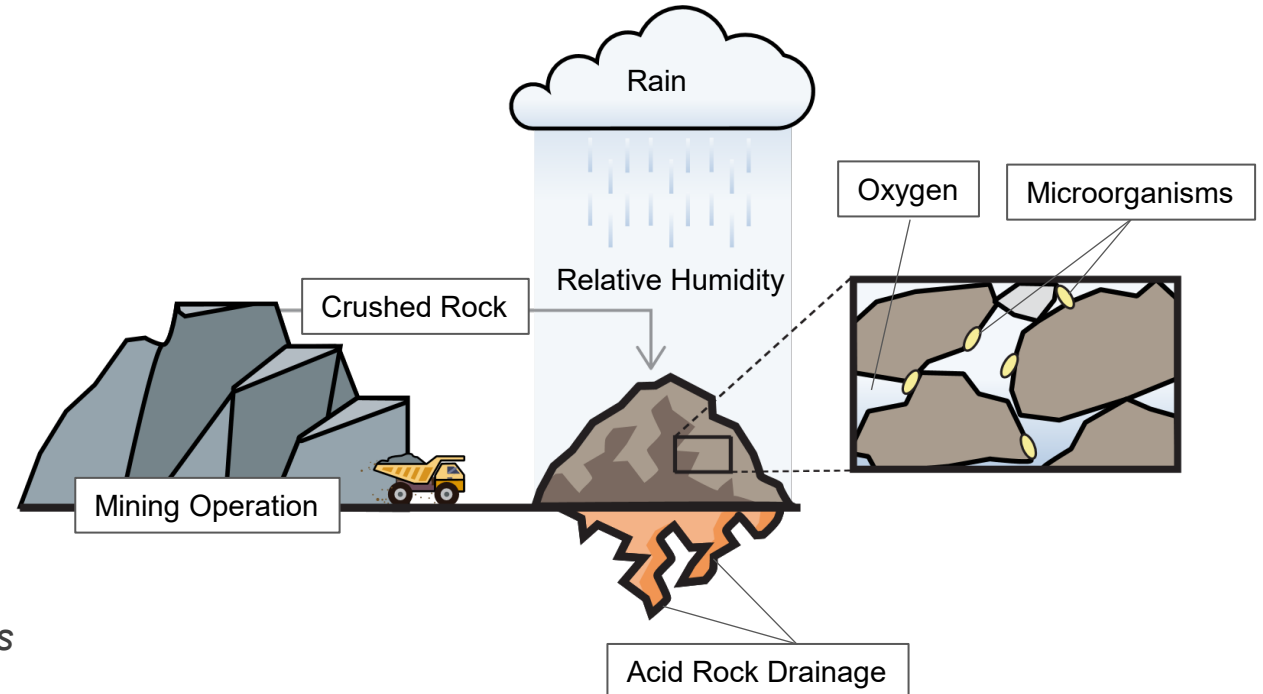 Rain
Oxygen
Microorganisms
Relative Humidity
Crushed Rock
Mining Operation
s
Acid Rock Drainage